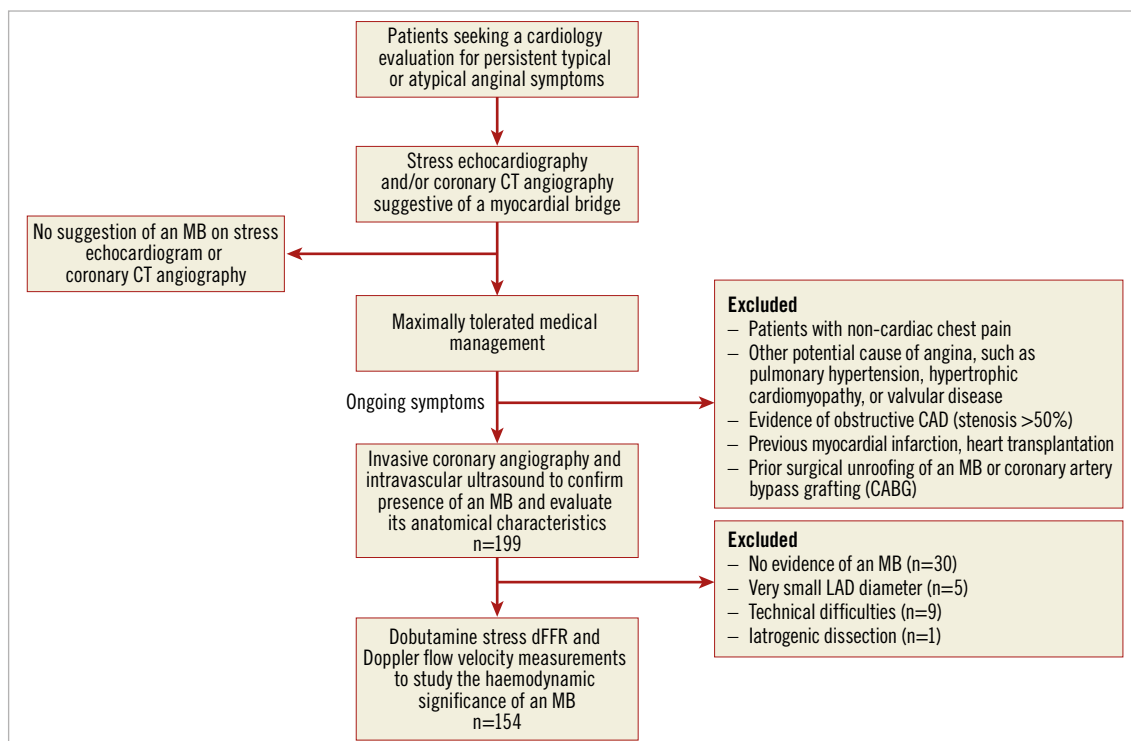 Patients seeking a cardiology
evaluation for persistent typical
or atypical anginal symptoms
Stress echocardiography
and/or coronary CT angiography
suggestive of a myocardial bridge
No suggestion of an MB on stress
echocardiogram or
coronary CT angiography
Maximally tolerated medical
management
Excluded
– Patients with non-cardiac chest pain
– Other potential cause of angina, such as
pulmonary hypertension, hypertrophic
cardiomyopathy, or valvular disease
– Evidence of obstructive CAD (stenosis >50%)
– Previous myocardial infarction, heart transplantation
– Prior surgical unroofing of an MB or coronary artery
bypass grafting (CABG)
Ongoing symptoms
Invasive coronary angiography and
intravascular ultrasound to confirm
presence of an MB and evaluate
its anatomical characteristics
n=199
Excluded
– No evidence of an MB (n=30)
– Very small LAD diameter (n=5)
– Technical difficulties (n=9)
– Iatrogenic dissection (n=1)
Dobutamine stress dFFR and
Doppler flow velocity measurements
to study the haemodynamic
significance of an MB
n=154